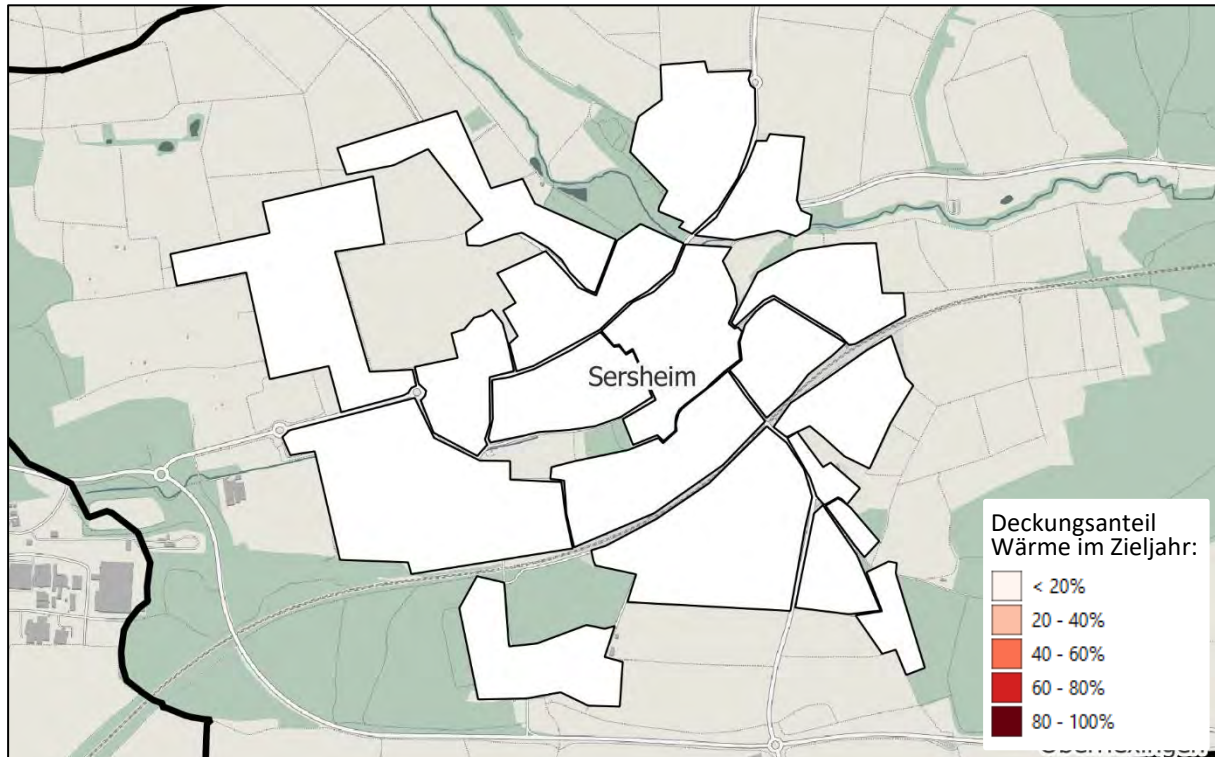 Sersheim
Deckungsanteil
Wärme im Zieljahr:
< 20%
20 - 40%
40 - 60%
60 - 80%
80 - 100%